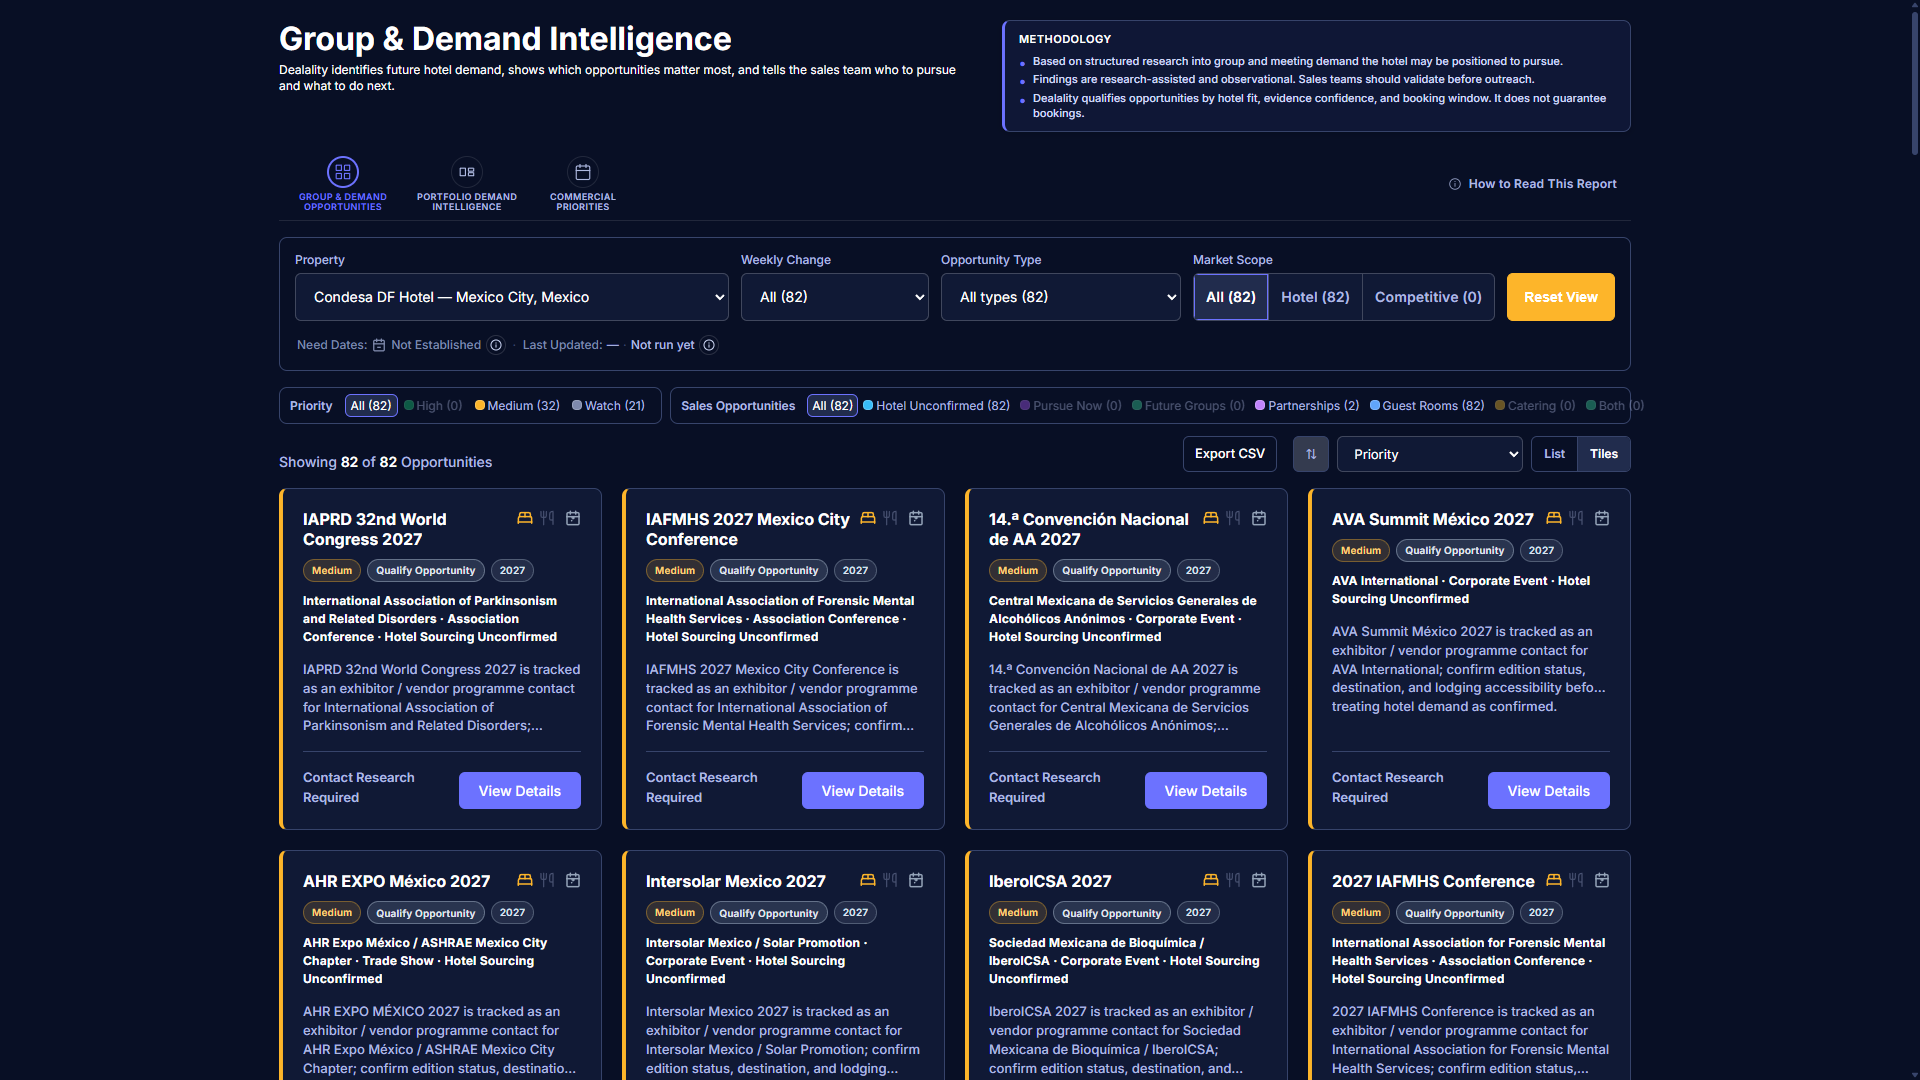 Group & Demand Intelligence
Dealality identifies future hotel demand, shows which opportunities matter most, and tells the sales team who to pursue
and what to do next.
METHODOLOGY
Based on structured research into group and meeting demand the hotel may be positioned to pursue.
Findings are research-assisted and observational. Sales teams should validate before outreach.
Dealality qualifies opportunities by hotel fit, evidence confidence, and booking window. It does not guarantee
bookings.
GROUP & DEMAND
OPPORTUNITIES
PORTFOLIO DEMAND
INTELLIGENCE
COMMERCIAL
PRIORITIES
How to Read This Report
Property
Weekly Change
Opportunity Type
Market Scope
Condesa DF Hotel — Mexico City, Mexico
All (82)
All types (82)
All (82)
Hotel (82)
Competitive (0)
Reset View
Need Dates: Not Established · Last Updated: — · Not run yet
Priority All (82) High (0) Medium (32) Watch (21)
Sales Opportunities All (82) Hotel Unconfirmed (82) Pursue Now (0) Future Groups (0) Partnerships (2) Guest Rooms (82) Catering (0) Both (0)
Showing 82 of 82 Opportunities
Export CSV
Priority
List
Tiles
IAPRD 32nd World
Congress 2027
Medium
Qualify Opportunity
2027
International Association of Parkinsonism
and Related Disorders · Association
Conference · Hotel Sourcing Unconfirmed
IAPRD 32nd World Congress 2027 is tracked
as an exhibitor / vendor programme contact
for International Association of
Parkinsonism and Related Disorders;...
Contact Research
Required
View Details
IAFMHS 2027 Mexico City
Conference
Medium
Qualify Opportunity
2027
International Association of Forensic Mental
Health Services · Association Conference ·
Hotel Sourcing Unconfirmed
IAFMHS 2027 Mexico City Conference is
tracked as an exhibitor / vendor programme
contact for International Association of
Forensic Mental Health Services; confirm...
Contact Research
Required
View Details
14.ª Convención Nacional
de AA 2027
Medium
Qualify Opportunity
2027
Central Mexicana de Servicios Generales de
Alcohólicos Anónimos · Corporate Event ·
Hotel Sourcing Unconfirmed
14.ª Convención Nacional de AA 2027 is
tracked as an exhibitor / vendor programme
contact for Central Mexicana de Servicios
Generales de Alcohólicos Anónimos;...
Contact Research
Required
View Details
AVA Summit México 2027
Medium
Qualify Opportunity
2027
AVA International · Corporate Event · Hotel
Sourcing Unconfirmed
AVA Summit México 2027 is tracked as an
exhibitor / vendor programme contact for
AVA International; confirm edition status,
destination, and lodging accessibility befo...
treating hotel demand as confirmed.
Contact Research
Required
View Details
AHR EXPO México 2027
Medium
Qualify Opportunity
2027
AHR Expo México / ASHRAE Mexico City
Chapter · Trade Show · Hotel Sourcing
Unconfirmed
AHR EXPO MÉXICO 2027 is tracked as an
exhibitor / vendor programme contact for
AHR Expo México / ASHRAE Mexico City
Chapter; confirm edition status, destinatio...
Intersolar Mexico 2027
Medium
Qualify Opportunity
2027
Intersolar Mexico / Solar Promotion ·
Corporate Event · Hotel Sourcing
Unconfirmed
Intersolar Mexico 2027 is tracked as an
exhibitor / vendor programme contact for
Intersolar Mexico / Solar Promotion; confirm
edition status, destination, and lodging...
IberoICSA 2027
Medium
Qualify Opportunity
2027
Sociedad Mexicana de Bioquímica /
IberoICSA · Corporate Event · Hotel Sourcing
Unconfirmed
IberoICSA 2027 is tracked as an exhibitor /
vendor programme contact for Sociedad
Mexicana de Bioquímica / IberoICSA;
confirm edition status, destination, and...
2027 IAFMHS Conference
Medium
Qualify Opportunity
2027
International Association for Forensic Mental
Health Services · Association Conference ·
Hotel Sourcing Unconfirmed
2027 IAFMHS Conference is tracked as an
exhibitor / vendor programme contact for
International Association for Forensic Mental
Health Services; confirm edition status,...